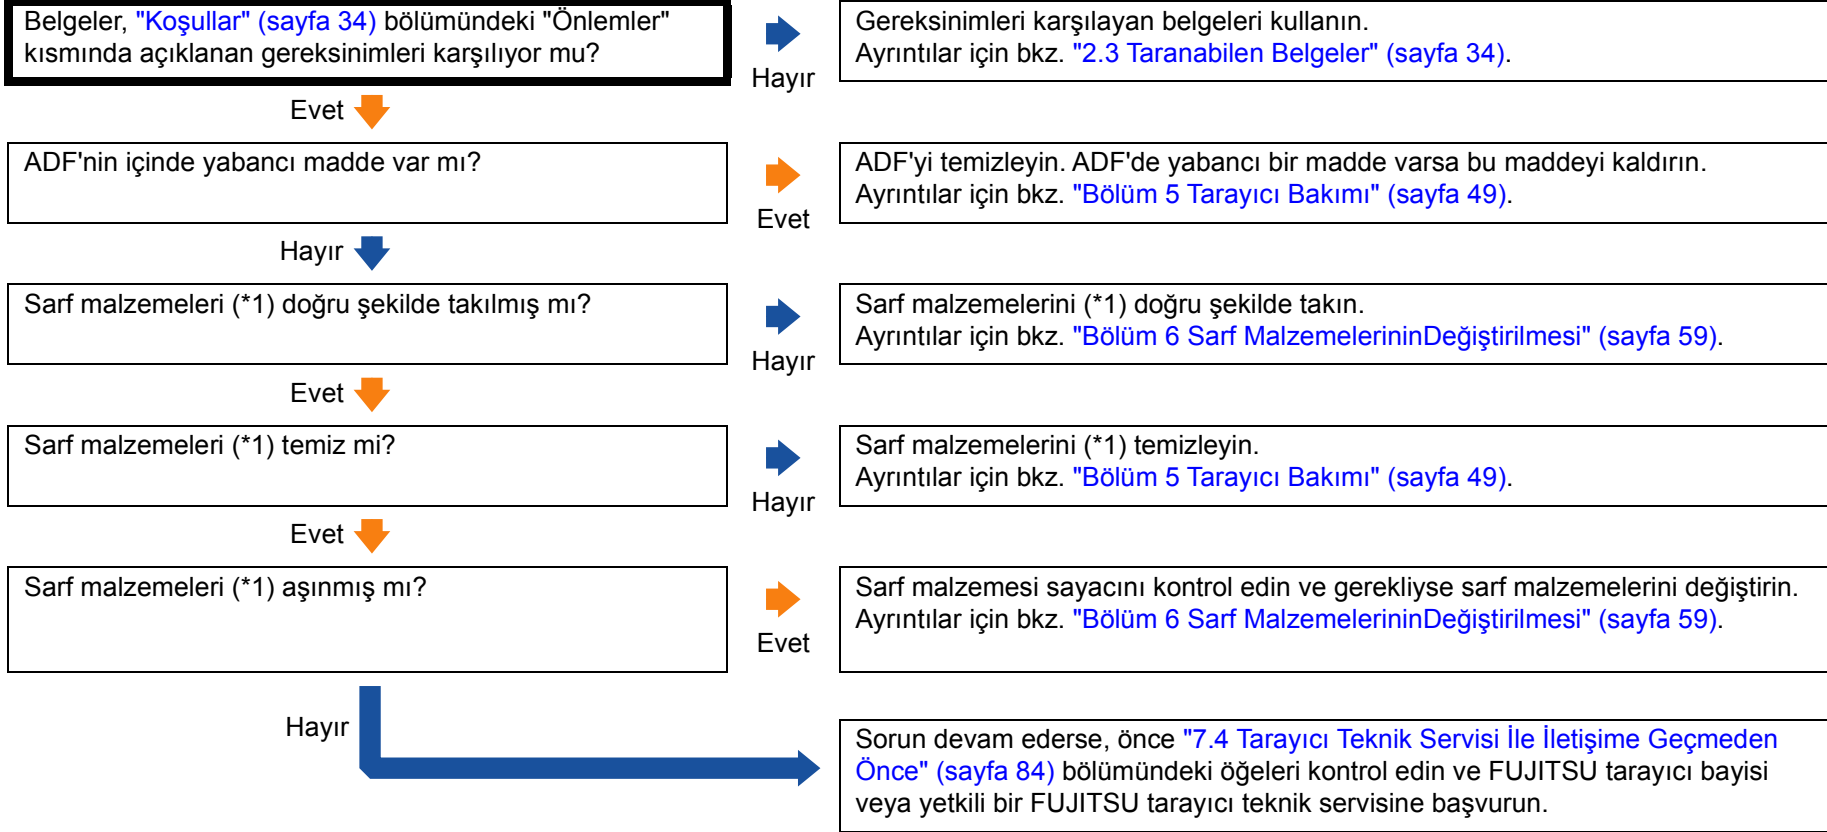 Belgeler, "Koşullar" (sayfa 34) bölümündeki "Önlemler"
kısmında açıklanan gereksinimleri karşılıyor mu?
Hayır
Gereksinimleri karşılayan belgeleri kullanın.
Ayrıntılar için bkz. "2.3 Taranabilen Belgeler" (sayfa 34).
Evet
ADF'nin içinde yabancı madde var mı?
Evet
ADF'yi temizleyin. ADF'de yabancı bir madde varsa bu maddeyi kaldırın.
Ayrıntılar için bkz. "Bölüm 5 Tarayıcı Bakımı" (sayfa 49).
Hayır
Sarf malzemeleri (*1) doğru şekilde takılmış mı?
Hayır
Sarf malzemelerini (*1) doğru şekilde takın.
Ayrıntılar için bkz. "Bölüm 6 Sarf MalzemelerininDeğiştirilmesi" (sayfa 59).
Evet
Sarf malzemeleri (*1) temiz mi?
Hayır
Sarf malzemelerini (*1) temizleyin.
Ayrıntılar için bkz. "Bölüm 5 Tarayıcı Bakımı" (sayfa 49).
Evet
Sarf malzemeleri (*1) aşınmış mı?
Evet
Sarf malzemesi sayacını kontrol edin ve gerekliyse sarf malzemelerini değiştirin.
Ayrıntılar için bkz. "Bölüm 6 Sarf MalzemelerininDeğiştirilmesi" (sayfa 59).
Hayır
Sorun devam ederse, önce "7.4 Tarayıcı Teknik Servisi İle İletişime Geçmeden
Önce" (sayfa 84) bölümündeki öğeleri kontrol edin ve FUJITSU tarayıcı bayisi
veya yetkili bir FUJITSU tarayıcı teknik servisine başvurun.